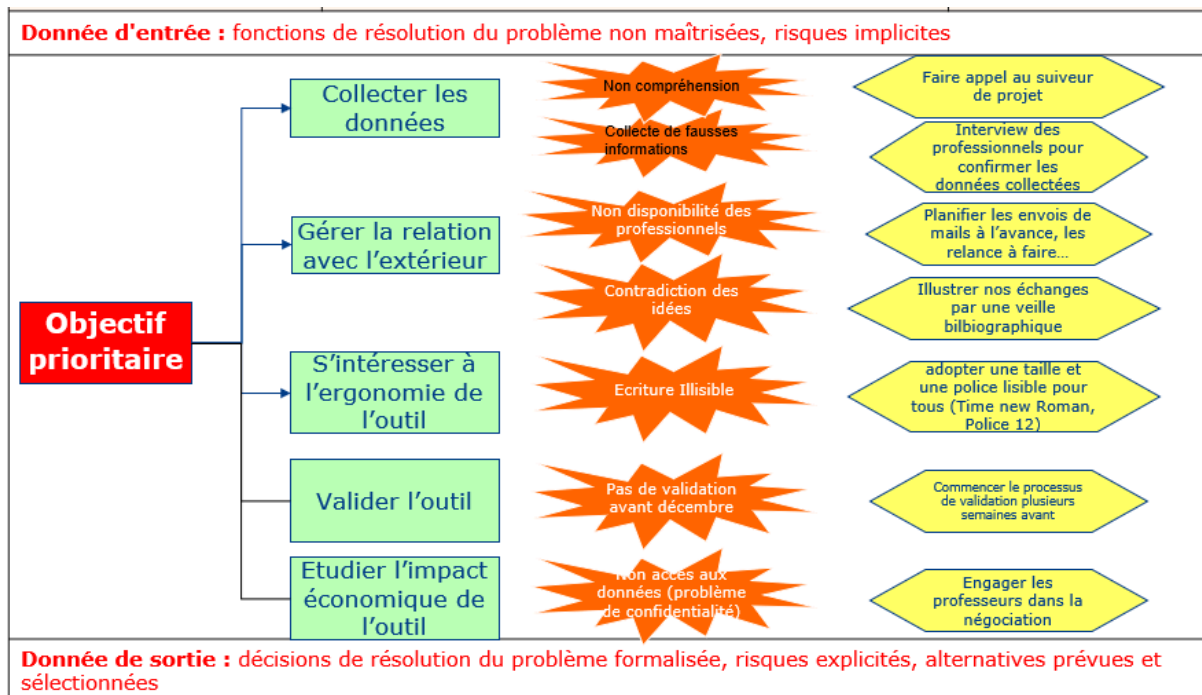 Donnée d'entrée : fonctions de résolution du problème non maîtrisées, risques implicites
Collecter les
données
Non compréhension
Faire appel au suiveur
de projet
Collecte de fausses
informations
Interview des
professionnels pour
confirmer les
données collectées
Gérer la relation
avec l’extérieur
Non disponibilité des
professionnels
Planifier les envois de
mails à l’avance, les
relance à faire…
Contradiction des
idées
Illustrer nos échanges
par une veille
bilbiographique
Objectif
prioritaire
S’intéresser à
l’ergonomie de
l’outil
Ecriture Illisible
adopter une taille et
une police lisible pour
tous (Time new Roman,
Police 12)
Valider l’outil
Pas de validation
avant décembre
Commencer le processus
de validation plusieurs
semaines avant
Etudier l’impact
économique de
l’outil
Non accès aux
données (problème
de confidentialité)
Engager les
professeurs dans la
négociation
Donnée de sortie : décisions de résolution du problème formalisée, risques explicités, alternatives prévues et
sélectionnées